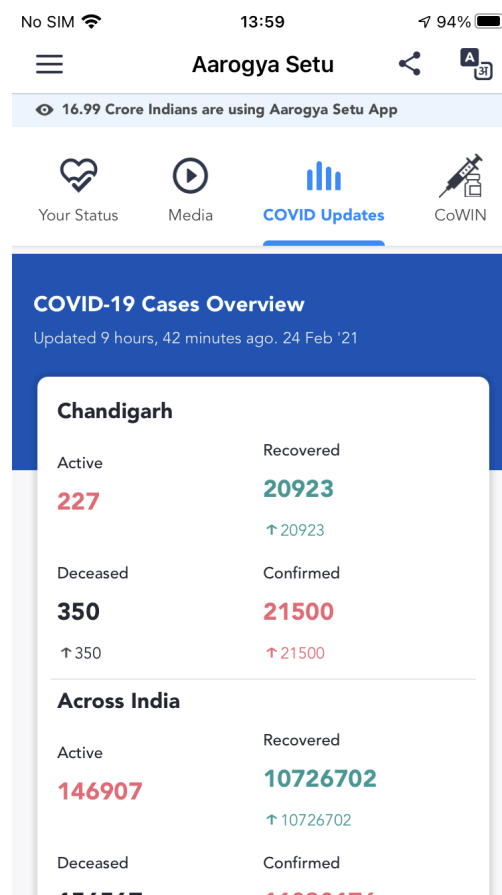 No SIM 13:59 94%
Aarogya Setu
A अ
16.99 Crore Indians are using Aarogya Setu App
Your Status Media COVID Updates CoWIN
COVID-19 Cases Overview
Updated 9 hours, 42 minutes ago. 24 Feb '21
Chandigarh
Active Recovered
227 20923
↑20923
Deceased Confirmed
350 21500
↑350 ↑21500
Across India
Active Recovered
146907 10726702
↑10726702
Deceased Confirmed